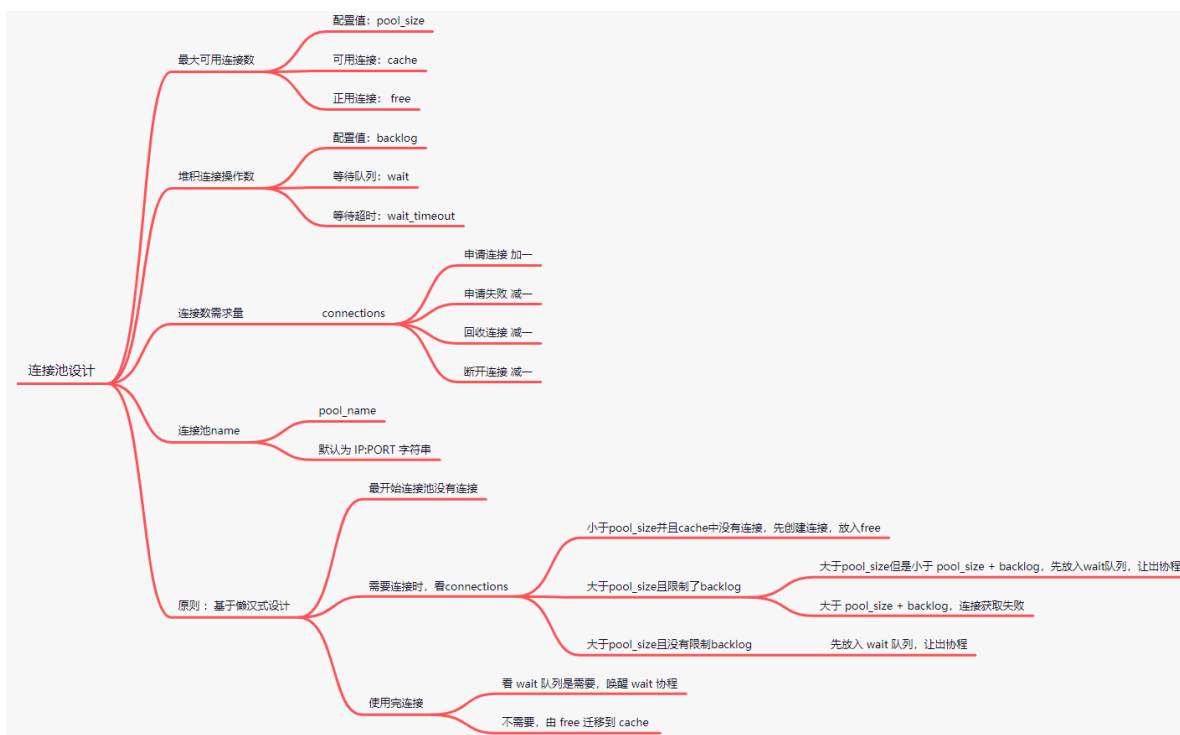 连接池设计
最大可用连接数
配置值：pool_size
可用连接：cache
正用连接： free
堆积连接操作数
配置值：backlog
等待队列：wait
等待超时：wait_timeout
连接数需求量
connections
申请连接 加一
申请失败 减一
回收连接 减一
断开连接 减一
连接池name
pool_name
默认为 IP:PORT 字符串
原则 ：基于懒汉式设计
最开始连接池没有连接
需要连接时，看connections
小于pool_size并且cache中没有连接，先创建连接，放入free
大于pool_size且限制了backlog
大于pool_size但是小于 pool_size + backlog，先放入wait队列，让出协程
大于 pool_size + backlog，连接获取失败
大于pool_size且没有限制backlog
先放入 wait 队列，让出协程
使用完连接
看 wait 队列是需要，唤醒 wait 协程
不需要，由 free 迁移到 cache